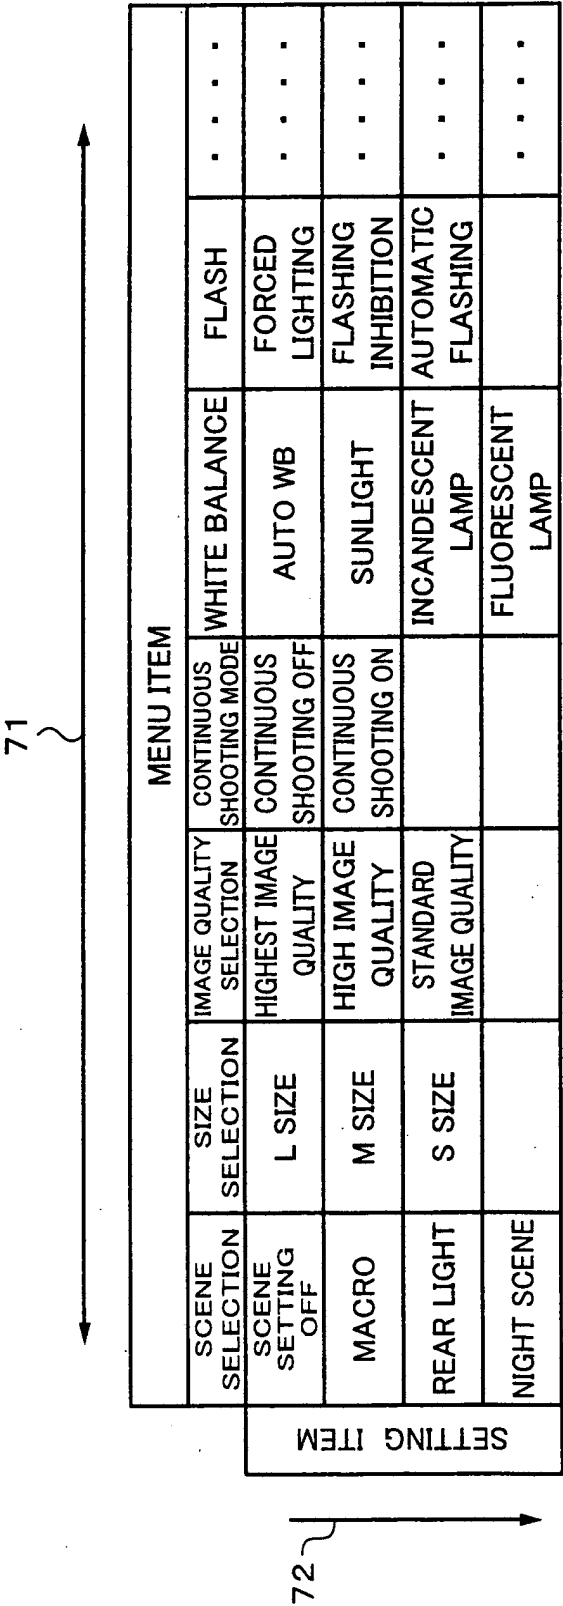 71
MENU ITEM
SCENE
SELECTION
SIZE
SELECTION
IMAGE QUALITY
SELECTION
CONTINUOUS
SHOOTING MODE
WHITE BALANCE
FLASH
. . . .
SCENE
SETTING
OFF
L SIZE
HIGHEST IMAGE
QUALITY
CONTINUOUS
SHOOTING OFF
AUTO WB
FORCED
LIGHTING
. . . .
MACRO
M SIZE
HIGH IMAGE
QUALITY
CONTINUOUS
SHOOTING ON
SUNLIGHT
FLASHING
INHIBITION
. . . .
REAR LIGHT
S SIZE
STANDARD
IMAGE QUALITY
INCANDESCENT
LAMP
AUTOMATIC
FLASHING
. . . .
NIGHT SCENE
FLUORESCENT
LAMP
. . . .
SETTING ITEM
72